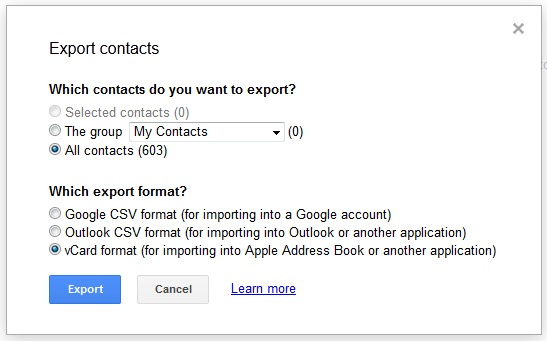 Export contacts
Which contacts do you want to export?
Selected contacts (0)
The group My Contacts (0)
All contacts (603)
Which export format?
Google CSV format (for importing into a Google account)
Outlook CSV format (for importing into Outlook or another application)
vCard format (for importing into Apple Address Book or another application)
Export Cancel Learn more